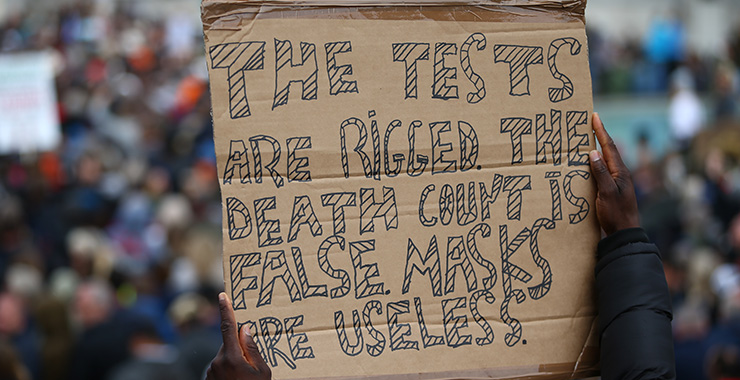 THE TESTS
ARE RiGGED. THE
DEATH COUNT iS
FALSE. MASKS
ARE USELESS.